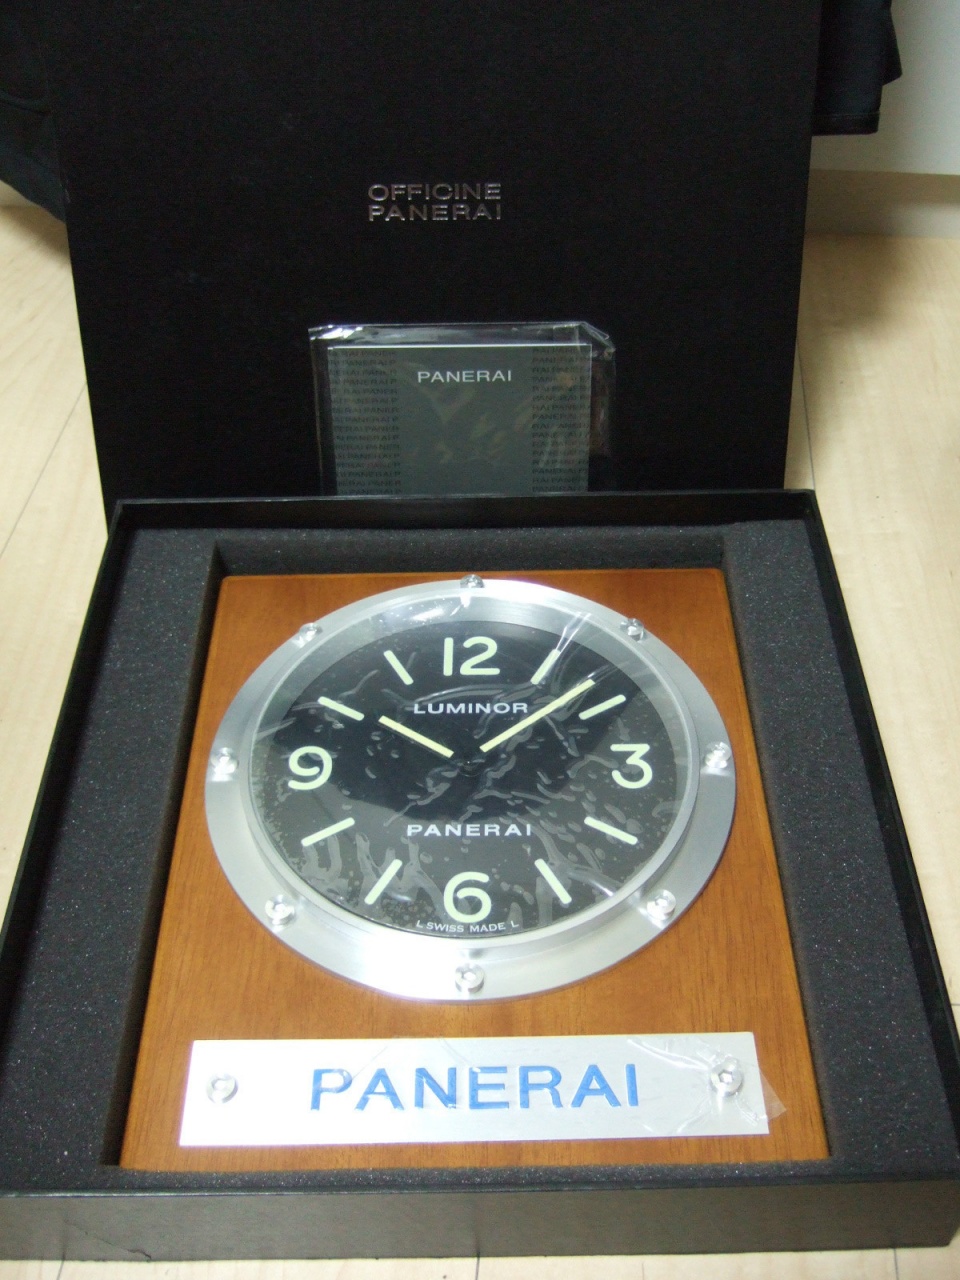 OFFICINE
PANERAI
PANERAI
12
LUMINOR
9 3
PANERAI
6
L SWISS MADE L
PANERAI